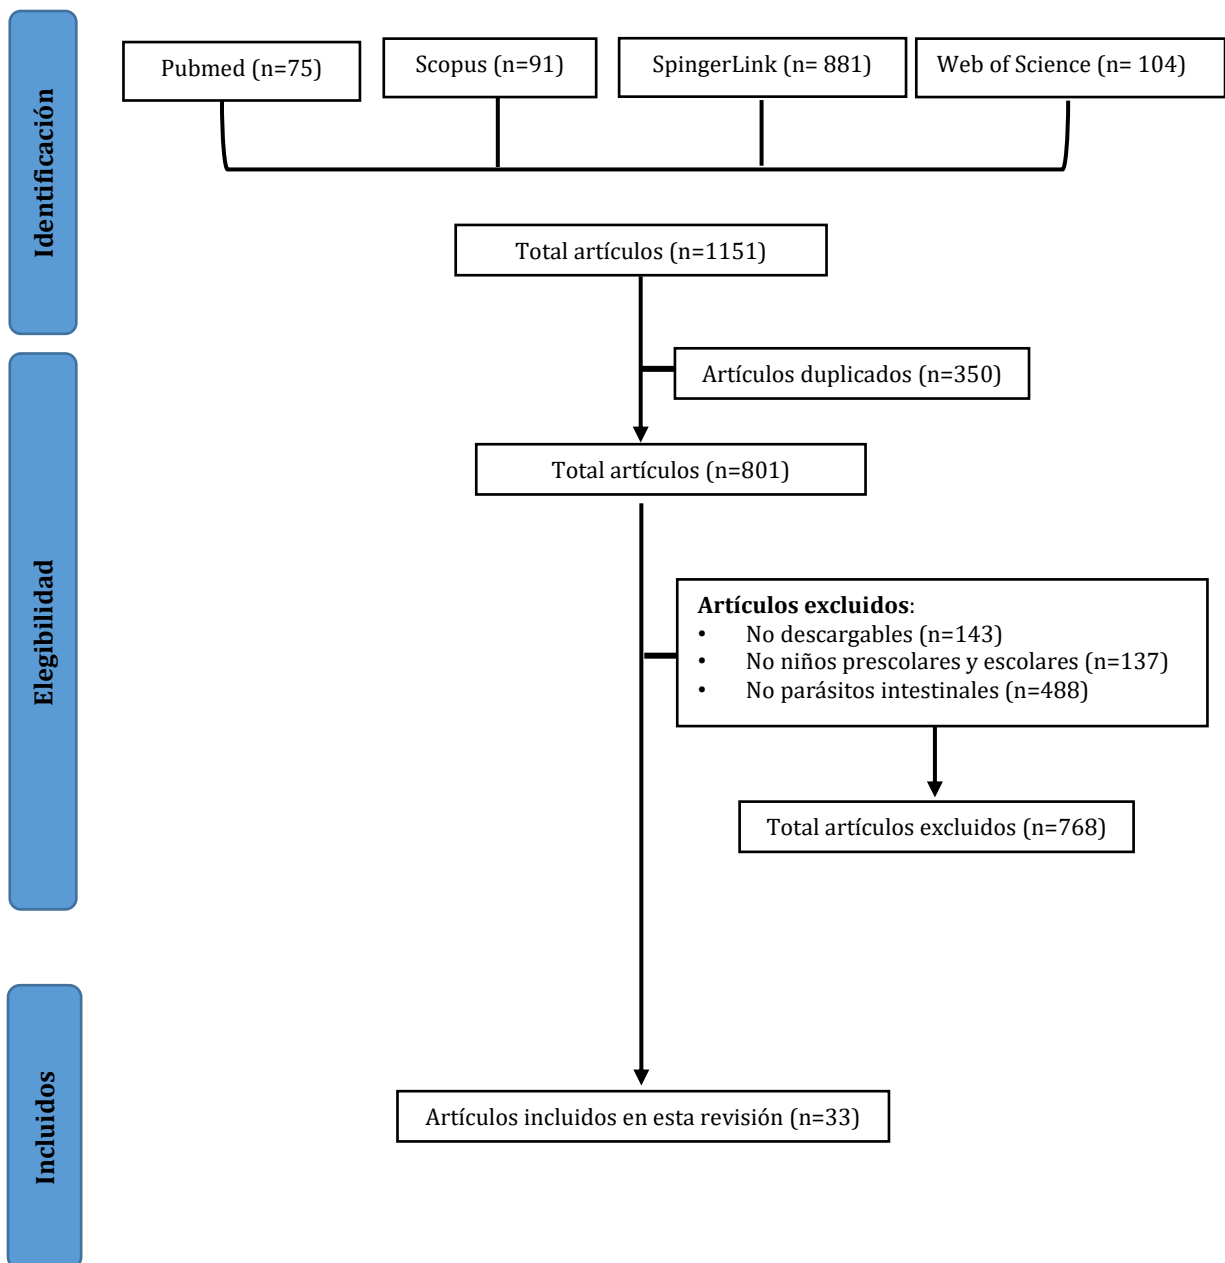 Identificación
Pubmed (n=75)
Scopus (n=91)
SpingerLink (n= 881)
Web of Science (n= 104)
Total artículos (n=1151)
Elegibilidad
Artículos duplicados (n=350)
Total artículos (n=801)
Artículos excluidos:
• No descargables (n=143)
• No niños prescolares y escolares (n=137)
• No parásitos intestinales (n=488)
Total artículos excluidos (n=768)
Incluidos
Artículos incluidos en esta revisión (n=33)